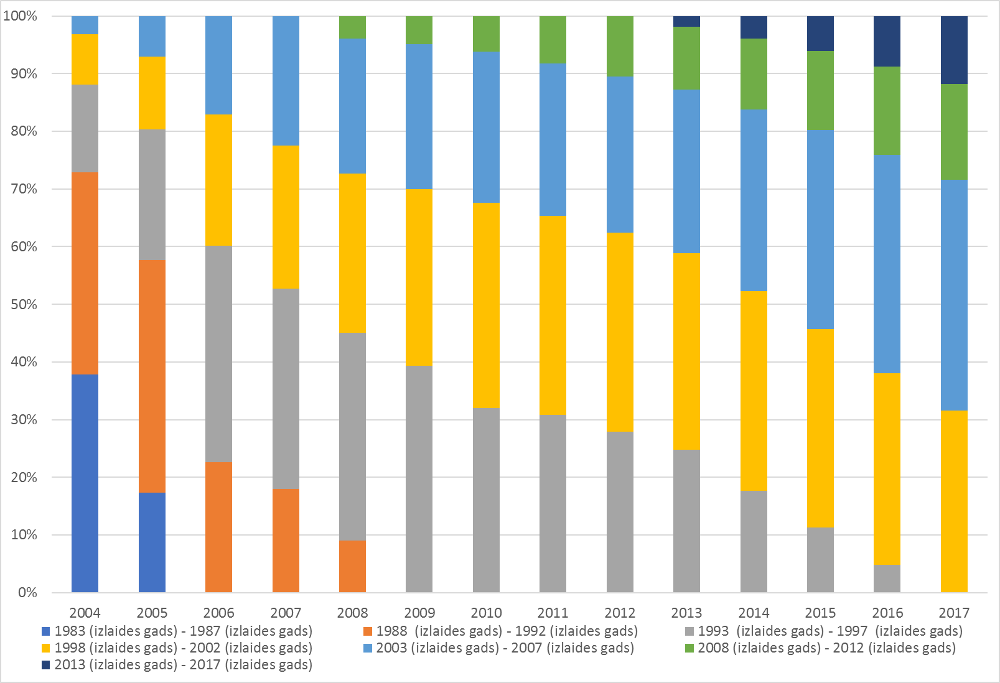 100%
90%
80%
70%
60%
50%
40%
30%
20%
10%
0%
2004 2005 2006 2007 2008 2009 2010 2011 2012 2013 2014 2015 2016 2017
1983 (izlaides gads) - 1987 (izlaides gads) 1988 (izlaides gads) - 1992 (izlaides gads) 1993 (izlaides gads) - 1997 (izlaides gads)
1998 (izlaides gads) - 2002 (izlaides gads) 2003 (izlaides gads) - 2007 (izlaides gads) 2008 (izlaides gads) - 2012 (izlaides gads)
2013 (izlaides gads) - 2017 (izlaides gads)